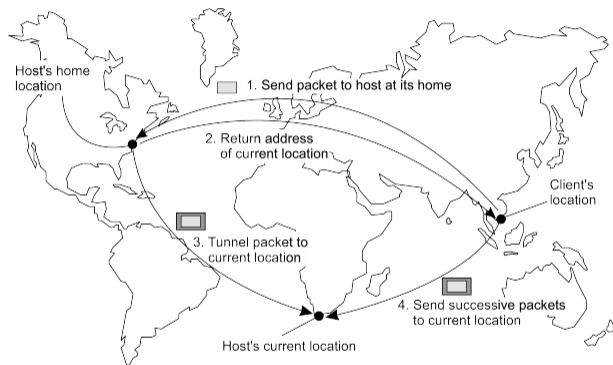 Host's home
location
1. Send packet to host at its home
2. Return address
of current location
Client's
location
3. Tunnel packet to
current location
4. Send successive packets
to current location
Host's current location